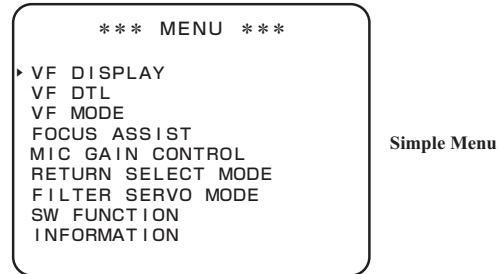 *** MENU ***
VF DISPLAY
VF DTL
VF MODE
FOCUS ASSIST
MIC GAIN CONTROL
RETURN SELECT MODE
FILTER SERVO MODE
SW FUNCTION
INFORMATION
Simple Menu